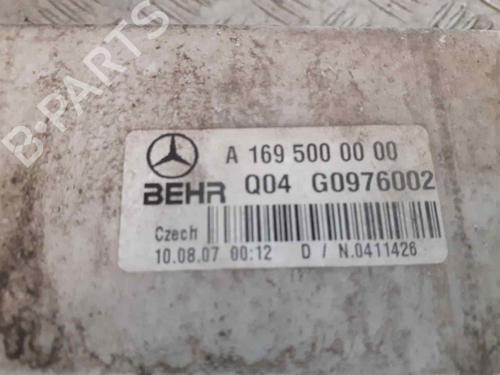 B-PARTS
A 169 500 00 00
BEHR Q04 G0976002
Czech
10.08.07 00:12 D / N.0411426